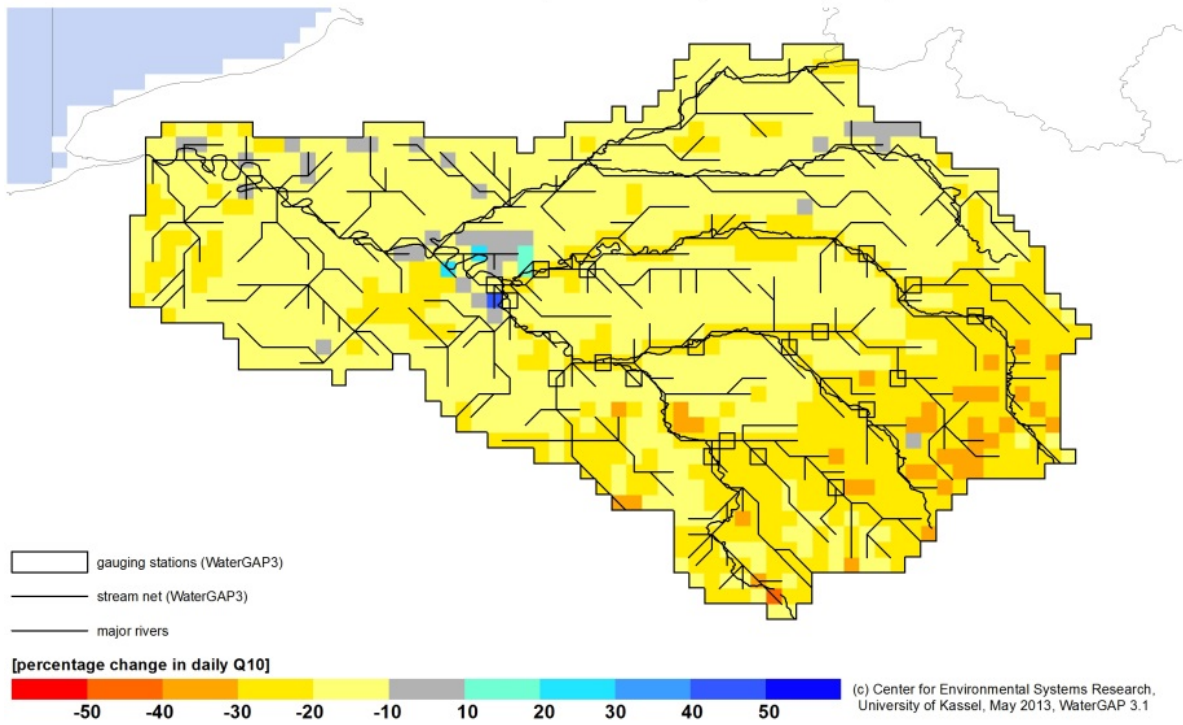 gauging stations (WaterGAP3)
stream net (WaterGAP3)
major rivers
[percentage change in daily Q10]
-50 -40 -30 -20 -10 10 20 30 40 50
(c) Center for Environmental Systems Research,
University of Kassel, May 2013, WaterGAP 3.1